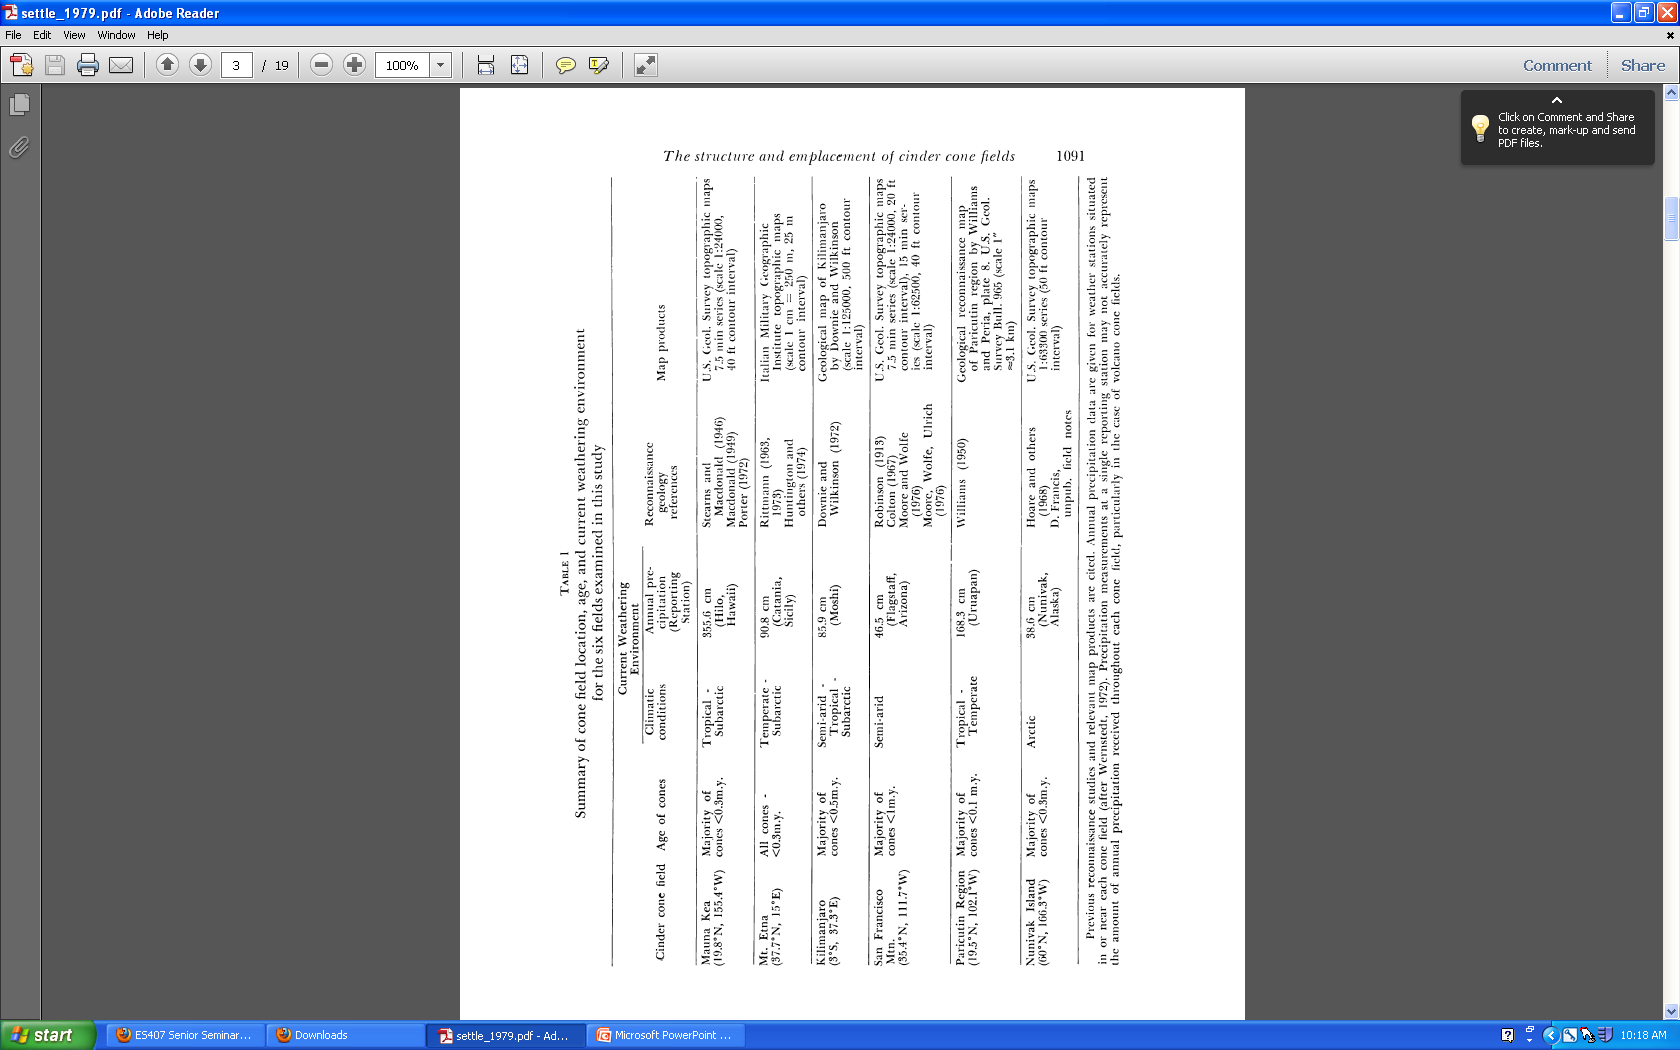 settle_1979.pdf - Adobe Reader
File Edit View Window Help
3 / 19 100% Comment Share
Click on Comment and Share
to create, mark-up and send
PDF files.
The structure and emplacement of cinder cone fields 1091
TABLE 1
Summary of cone field location, age, and current weathering environment
for the six fields examined in this study
Current Weathering
Environment
Cinder cone field
Age of cones
Climatic
conditions
Annual pre-
cipitation
(Reporting
Station)
Reconnaissance
geology
references
Map products
Mauna Kea
(19.8°N, 155.4°W)
Majority of
cones <0.3m.y.
Tropical -
Subarctic
355.6 cm
(Hilo,
Hawaii)
Stearns and
Macdonald (1946)
Macdonald (1949)
Porter (1972)
U.S. Geol. Survey topographic maps
7.5 min series (scale 1:24000,
40 ft contour interval)
Mt. Etna
(37.7°N, 15°E)
All cones -
<0.3m.y.
Temperate -
Subarctic
90.8 cm
(Catania,
Sicily)
Rittmann (1963,
1973)
Huntington and
others (1974)
Italian Military Geographic
Institute topographic maps
(scale 1 cm = 250 m, 25 m
contour interval)
Kilimanjaro
(3°S, 37.3°E)
Majority of
cones <0.5m.y.
Semi-arid -
Tropical -
Subarctic
85.9 cm
(Moshi)
Downie and
Wilkinson (1972)
Geological map of Kilimanjaro
by Downie and Wilkinson
(scale 1:125000, 500 ft contour
interval)
San Francisco
Mtn.
(35.4°N, 111.7°W)
Majority of
cones <1m.y.
Semi-arid
46.5 cm
(Flagstaff,
Arizona)
Robinson (1913)
Colton (1967)
Moore and Wolfe
(1976)
Moore, Wolfe, Ulrich
(1976)
U.S. Geol. Survey topographic maps
7.5 min series (scale 1:24000, 20 ft
contour interval), 15 min ser-
ies (scale 1:62500, 40 ft contour
interval)
Paricutin Region
(19.5°N, 102.1°W)
Majority of
cones <0.1 m.y.
Tropical -
Temperate
168.3 cm
(Uruapan)
Williams (1950)
Geological reconnaissance map
of Paricutin region by Williams
and Peria, plate 8. U.S. Geol.
Survey Bull. 965 (scale 1″
≈3.1 km)
Nunivak Island
(60°N, 166.3°W)
Majority of
cones <0.3m.y.
Arctic
38.6 cm
(Nunivak,
Alaska)
Hoare and others
(1968)
D. Francis,
unpub. field notes
U.S. Geol. Survey topographic maps
1:63300 series (50 ft contour
interval)
Previous reconnaissance studies and relevant map products are cited. Annual precipitation data are given for weather stations situated
in or near each cone field (after Wernstedt, 1972). Precipitation measurements at a single reporting station may not accurately represent
the amount of annual precipitation received throughout each cone field, particularly in the case of volcano cone fields.
start ES407 Senior Seminar... Downloads settle_1979.pdf - Ad... Microsoft PowerPoint ... 10:18 AM